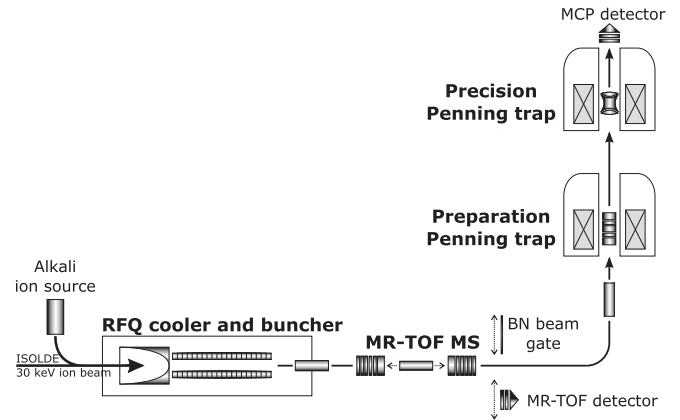 MCP detector
Precision
Penning trap
Preparation
Penning trap
Alkali
ion source
RFQ cooler and buncher
ISOLDE
30 keV ion beam
MR-TOF MS
BN beam
gate
MR-TOF detector